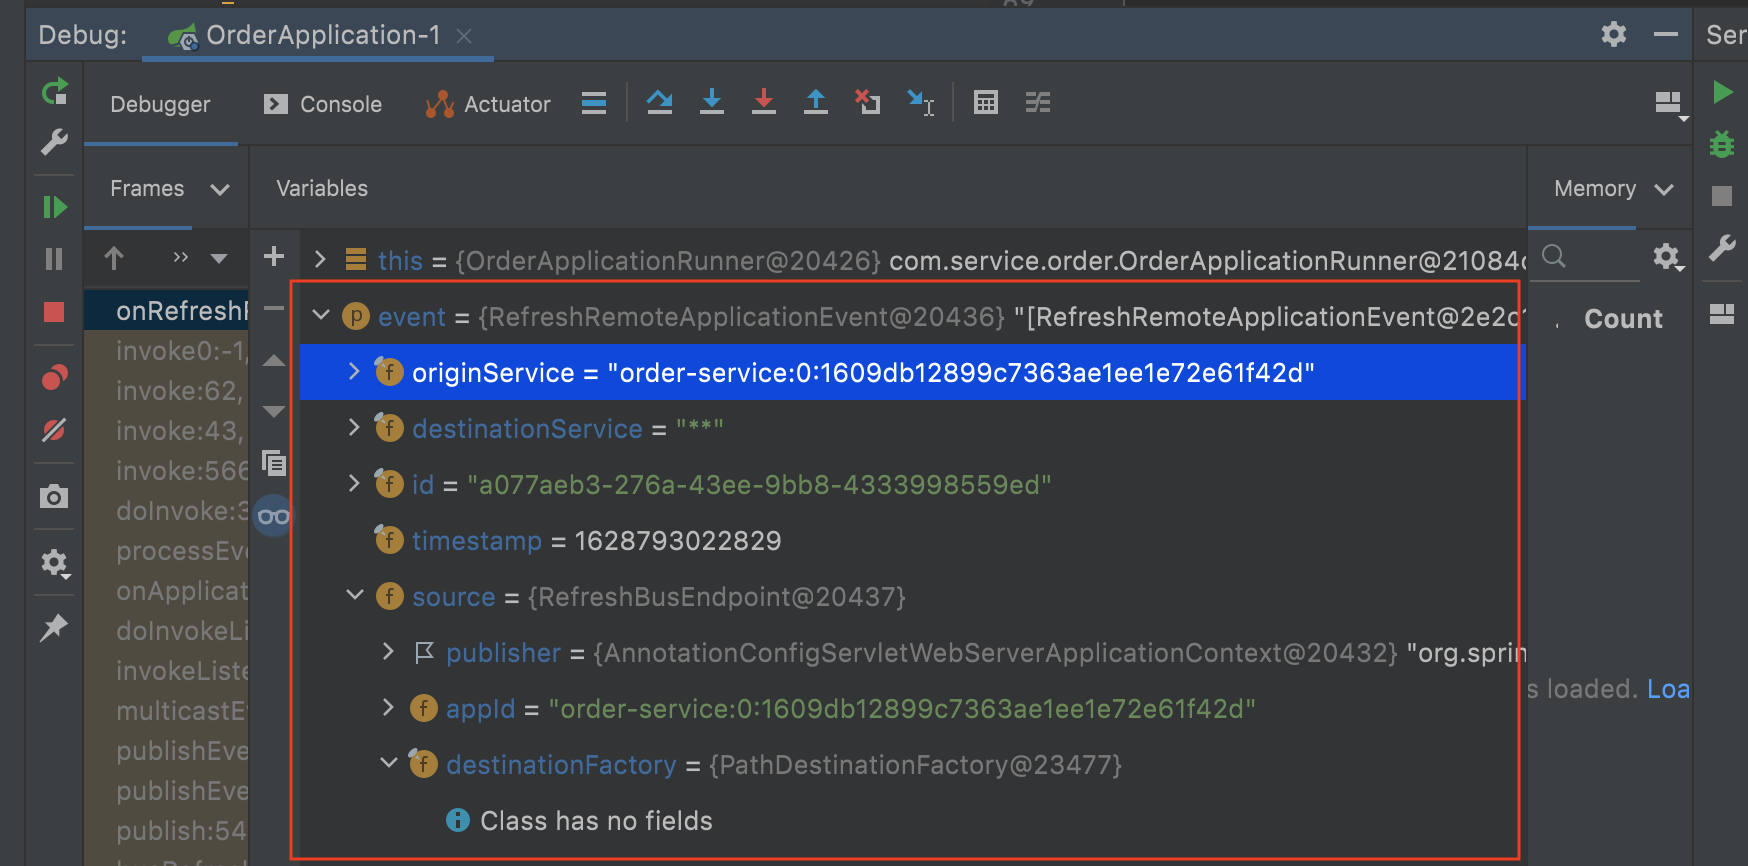 Debug: OrderApplication-1 Ser
Debugger Console Actuator
Frames Variables Memory
this = {OrderApplicationRunner@20426} com.service.order.OrderApplicationRunner@21084
onRefresh
event = {RefreshRemoteApplicationEvent@20436} "[RefreshRemoteApplicationEvent@2e2c1
Count
invoke0:-1,
originService = "order-service:0:1609db12899c7363ae1ee1e72e61f42d"
invoke:62,
invoke:43,
destinationService = "**"
invoke:566
id = "a077aeb3-276a-43ee-9bb8-4333998559ed"
doInvoke:3
processEve
timestamp = 1628793022829
onApplicat
source = {RefreshBusEndpoint@20437}
doInvokeLi
invokeListe
publisher = {AnnotationConfigServletWebServerApplicationContext@20432} "org.sprin
s loaded. Loa
multicastE
appId = "order-service:0:1609db12899c7363ae1ee1e72e61f42d"
publishEve
destinationFactory = {PathDestinationFactory@23477}
publishEve
publish:54
Class has no fields